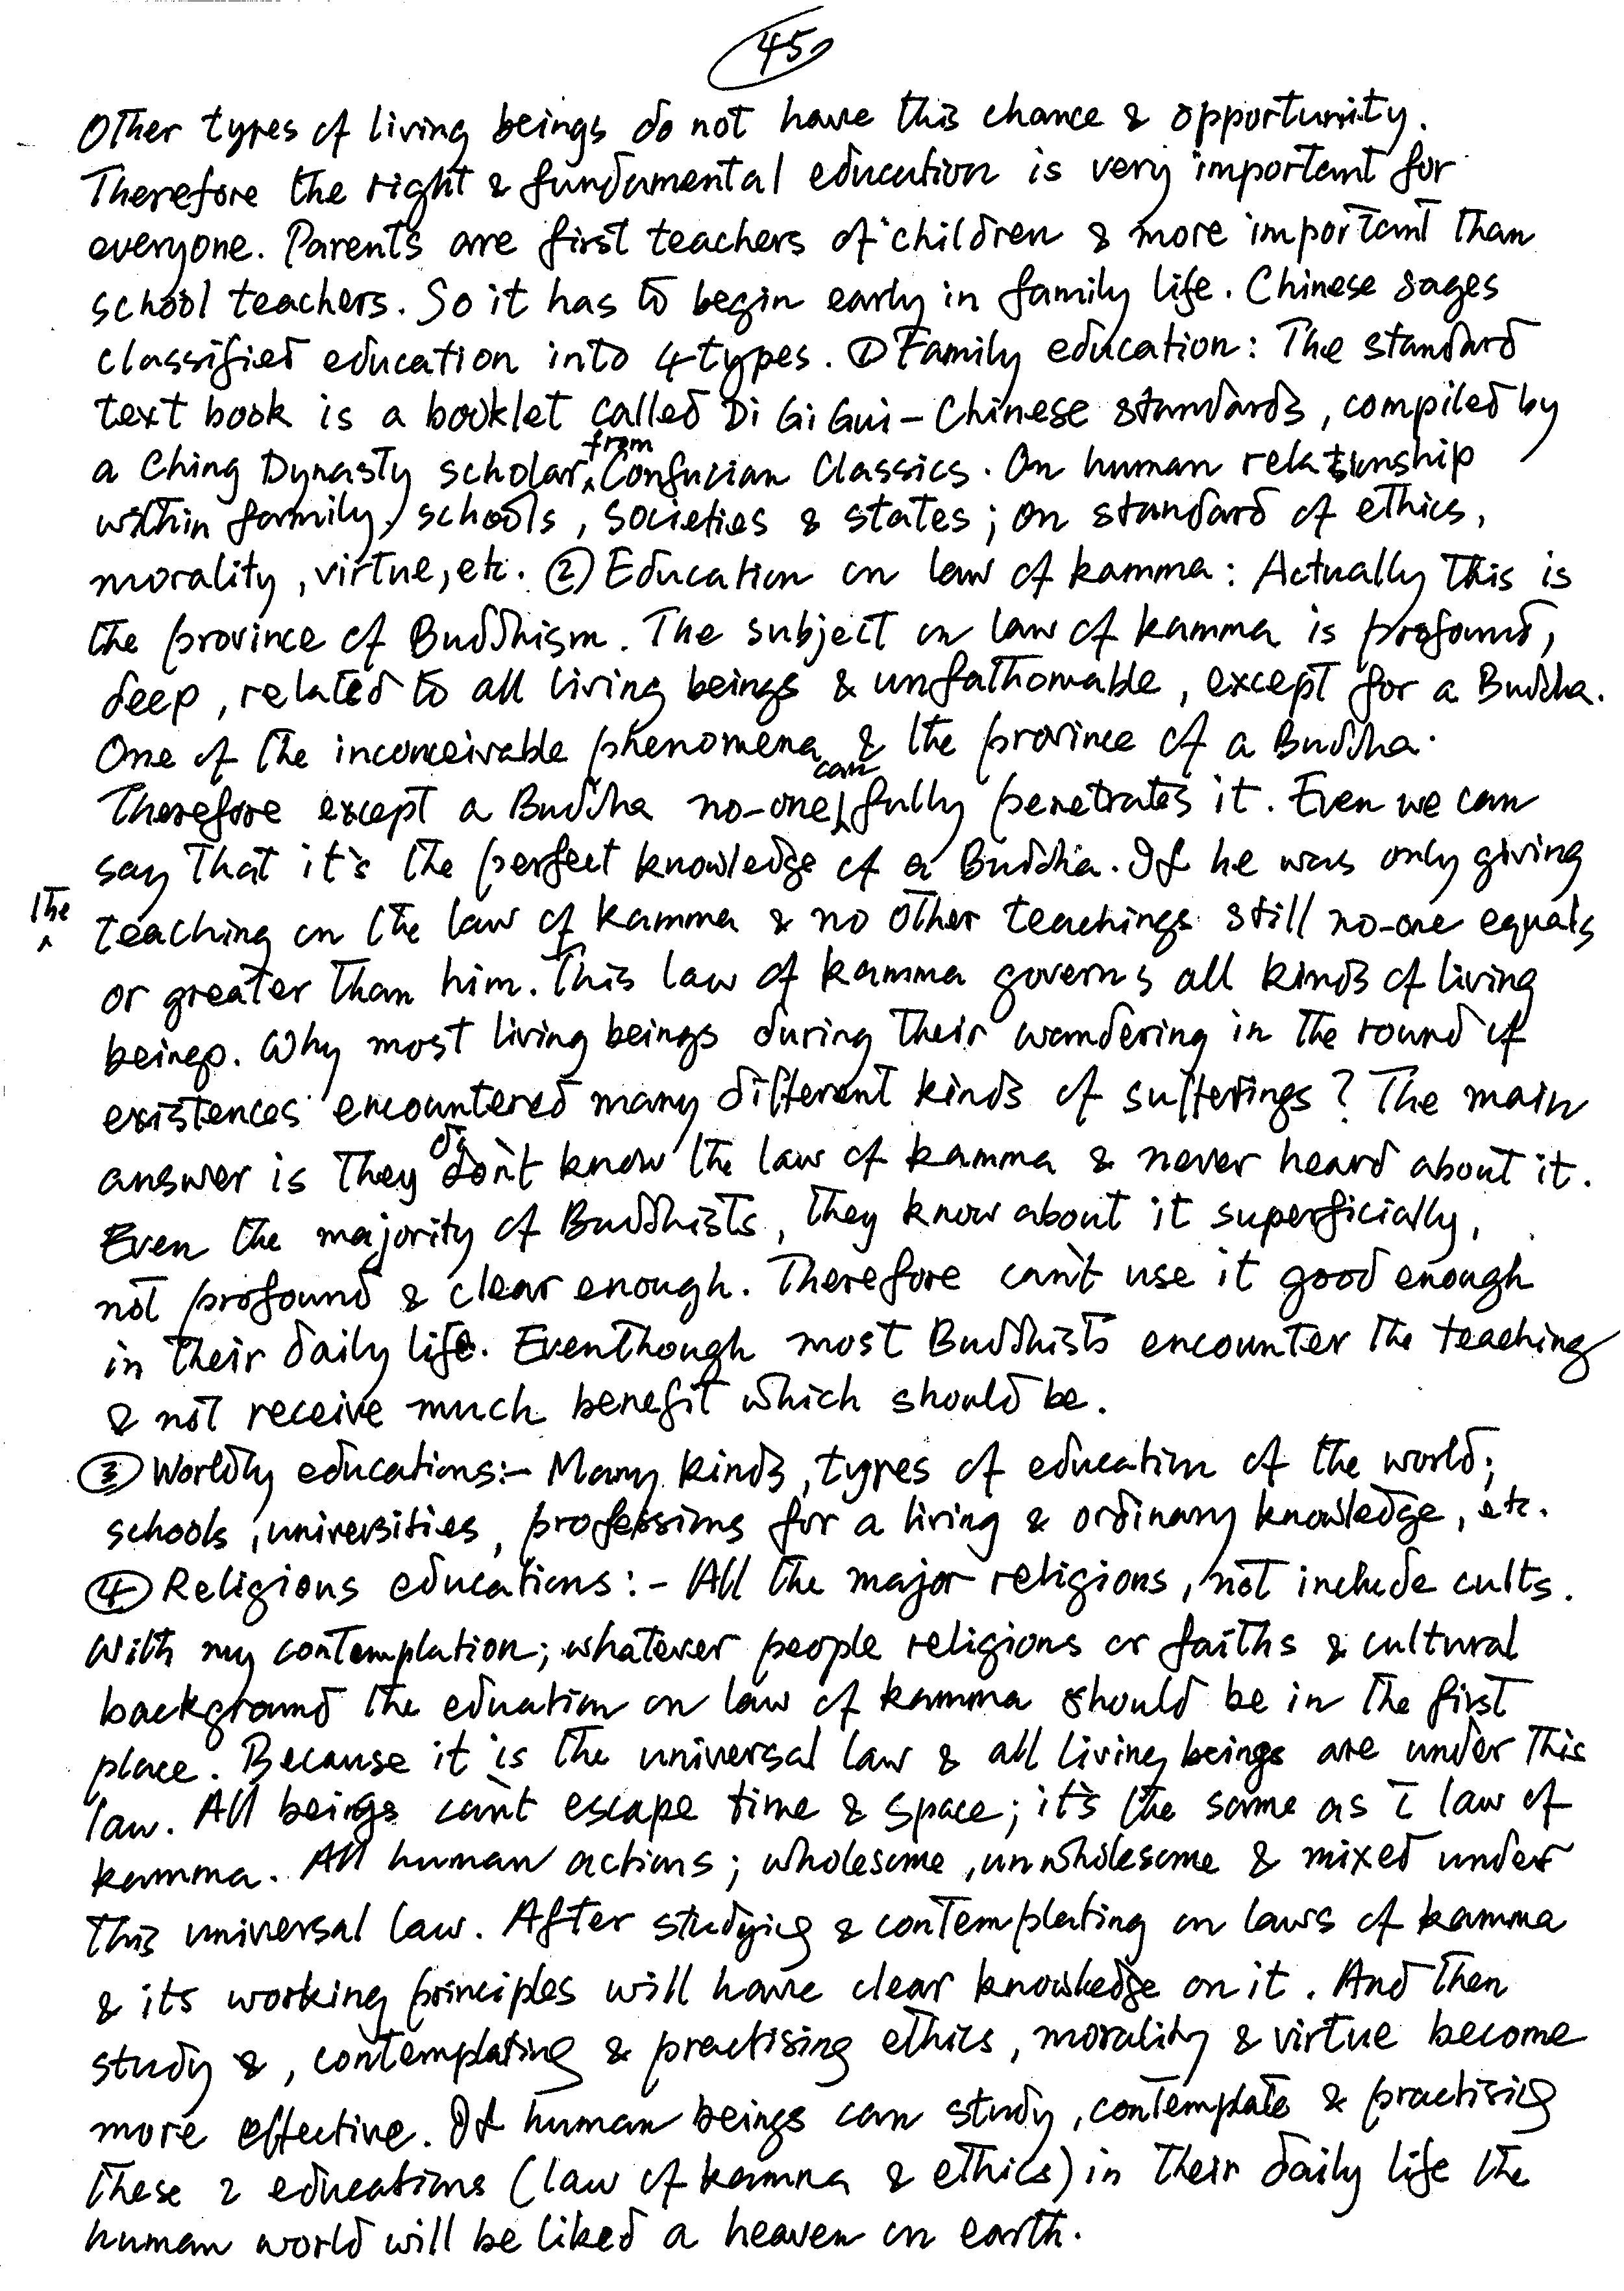 45
Other types of living beings do not have this chance & opportunity.
Therefore the right & fundamental education is very important for
everyone. Parents are first teachers of children & more important than
school teachers. So it has to begin early in family life. Chinese sages
classified education into 4 types. ① Family education: The standard
text book is a booklet called Di Gi Gui – Chinese standards, compiled by
a Ching Dynasty scholar, from Confucian Classics. On human relationship
within family, schools, societies & states; on standard of ethics,
morality, virtue, etc. ② Education on law of kamma: Actually this is
the province of Buddhism. The subject on law of kamma is profound,
deep, related to all living beings & unfathomable, except for a Buddha.
One of the inconceivable phenomena & the province of a Buddha.
Therefore except a Buddha no-one can fully penetrates it. Even we can
say that it's the perfect knowledge of a Buddha. If he was only giving
the teaching on the law of kamma & no other teachings still no-one equals
or greater than him. This law of kamma governs all kinds of living
beings. Why most living beings during their wandering in the round of
existences encountered many different kinds of sufferings? The main
answer is they don't know the law of kamma & never heard about it.
Even the majority of Buddhists, they know about it superficially,
not profound & clear enough. Therefore can't use it good enough
in their daily life. Eventhough most Buddhists encounter the teaching
& not receive much benefit which should be.
③ Worldly educations:– Many kinds, types of education of the world;
schools, universities, professions for a living & ordinary knowledge, etc.
④ Religious educations:– All the major religions, not include cults.
With my contemplation; whatever people religions or faiths & cultural
background the eduation on law of kamma should be in the first
place. Because it is the universal law & all living beings are under this
law. All beings can't escape time & space; it's the same as ī law of
kamma. All human actions; wholesome, unwholesome & mixed under
this universal law. After studying & contemplating on laws of kamma
& its working principles will have clear knowledge on it. And then
study &, contemplating & practising ethics, morality & virtue become
more effective. If human beings can study, contemplate & practising
these 2 educations (law of kamma & ethics) in their daily life the
human world will be liked a heaven on earth.